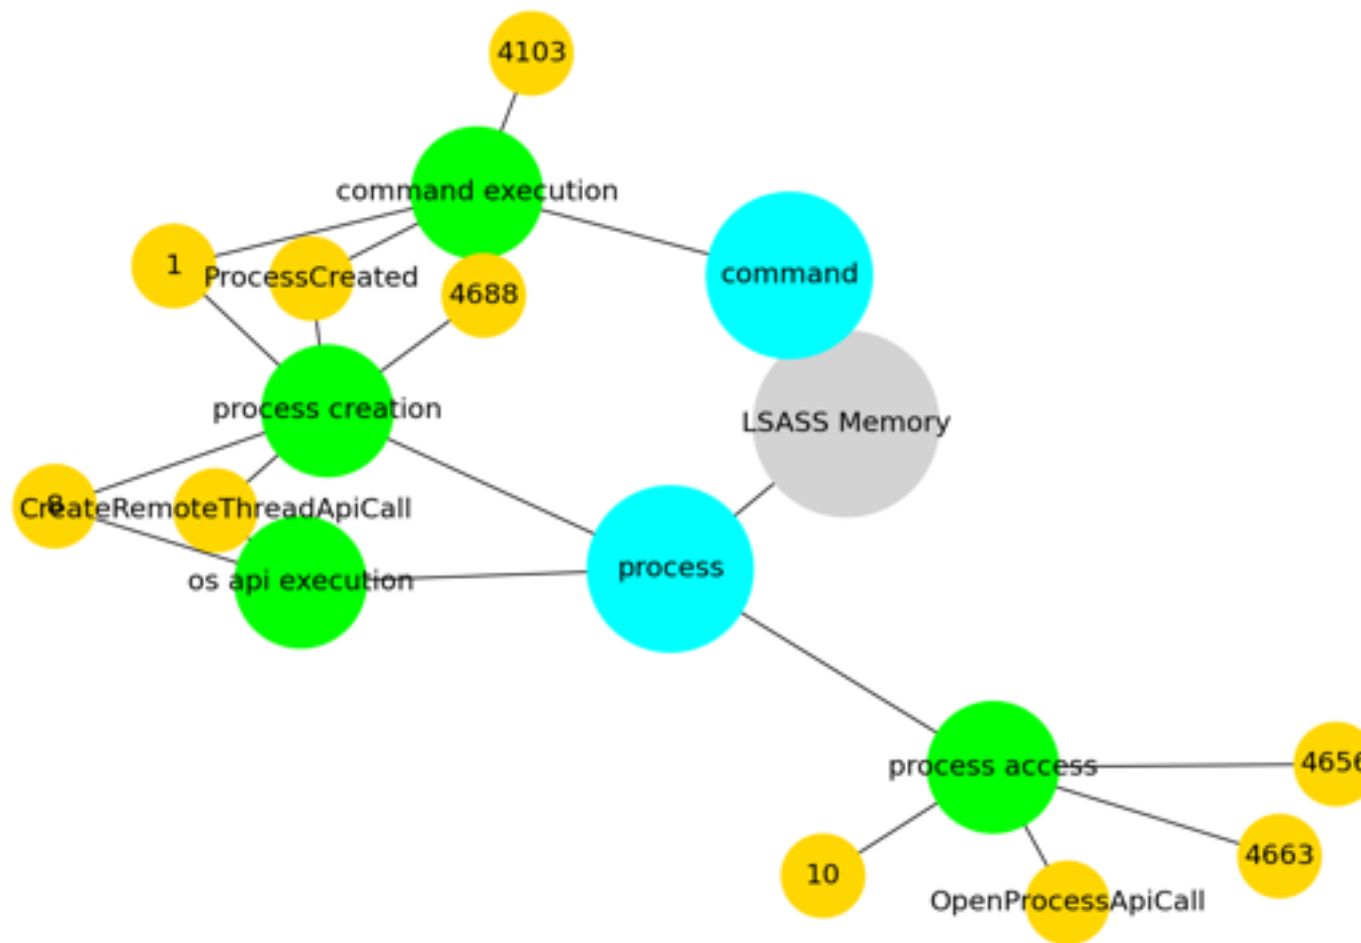 4103
command execution
1
ProcessCreated
4688
command
process creation
LSASS Memory
8
CreateRemoteThreadApiCall
os api execution
process
process access
4656
4663
10
OpenProcessApiCall